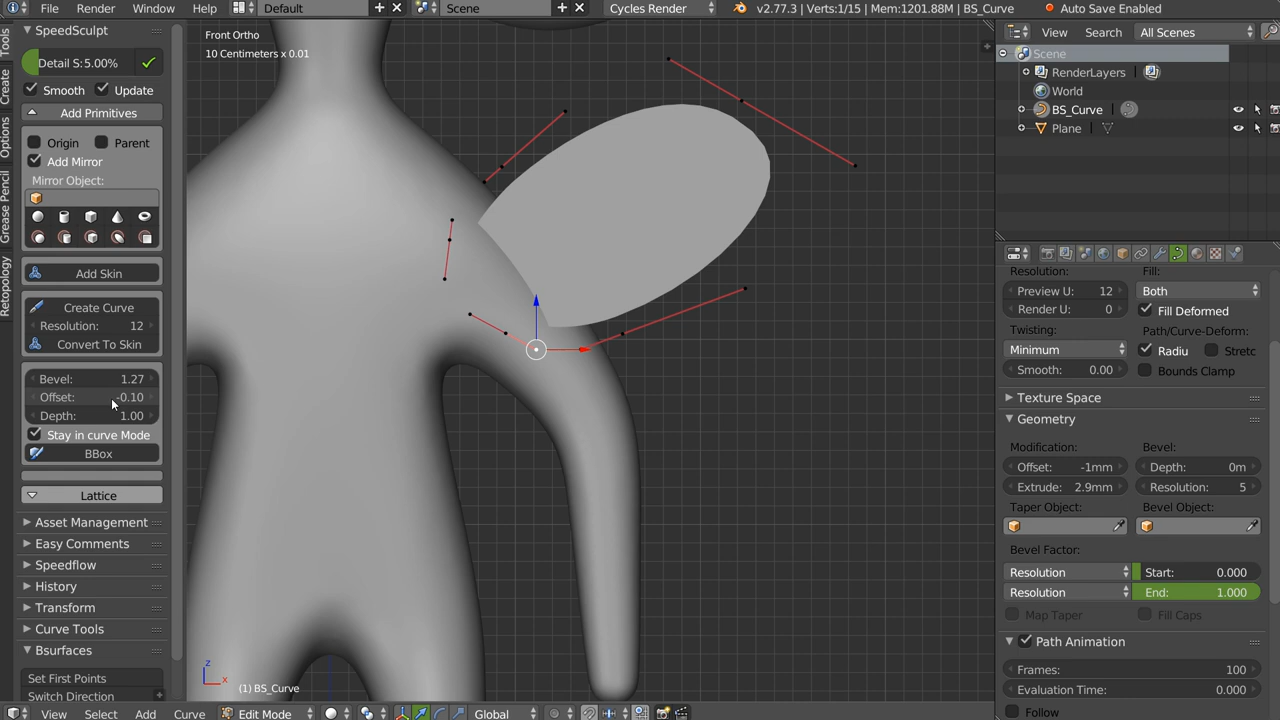 File Render Window Help Default Scene Cycles Render v2.77.3 | Verts:1/15 | Mem:1201.88M | BS_Curve Auto Save Enabled
Tools
Create
Options
Grease Pencil
Retopology
SpeedSculpt
Detail S: 5.00%
Smooth Update
Add Primitives
Origin Parent
Add Mirror
Mirror Object:
Add Skin
Create Curve
Resolution: 12
Convert To Skin
Bevel: 1.27
Offset: -0.10
Depth: 1.00
Stay in curve Mode
BBox
Lattice
Asset Management
Easy Comments
Speedflow
History
Transform
Curve Tools
Bsurfaces
Set First Points
Switch Direction
Front Ortho
10 Centimeters x 0.01
z
x
(1) BS_Curve
View Select Add Curve Edit Mode Global
View Search All Scenes
Scene
RenderLayers
World
BS_Curve
Plane
Resolution: Fill:
Preview U: 12 Both
Render U: 0 Fill Deformed
Twisting: Path/Curve-Deform:
Minimum Radiu Stretc
Smooth: 0.00 Bounds Clamp
Texture Space
Geometry
Modification: Bevel:
Offset: -1mm Depth: 0m
Extrude: 2.9mm Resolution: 5
Taper Object: Bevel Object:
Bevel Factor:
Resolution Start: 0.000
Resolution End: 1.000
Map Taper Fill Caps
Path Animation
Frames: 100
Evaluation Time: 0.000
Follow